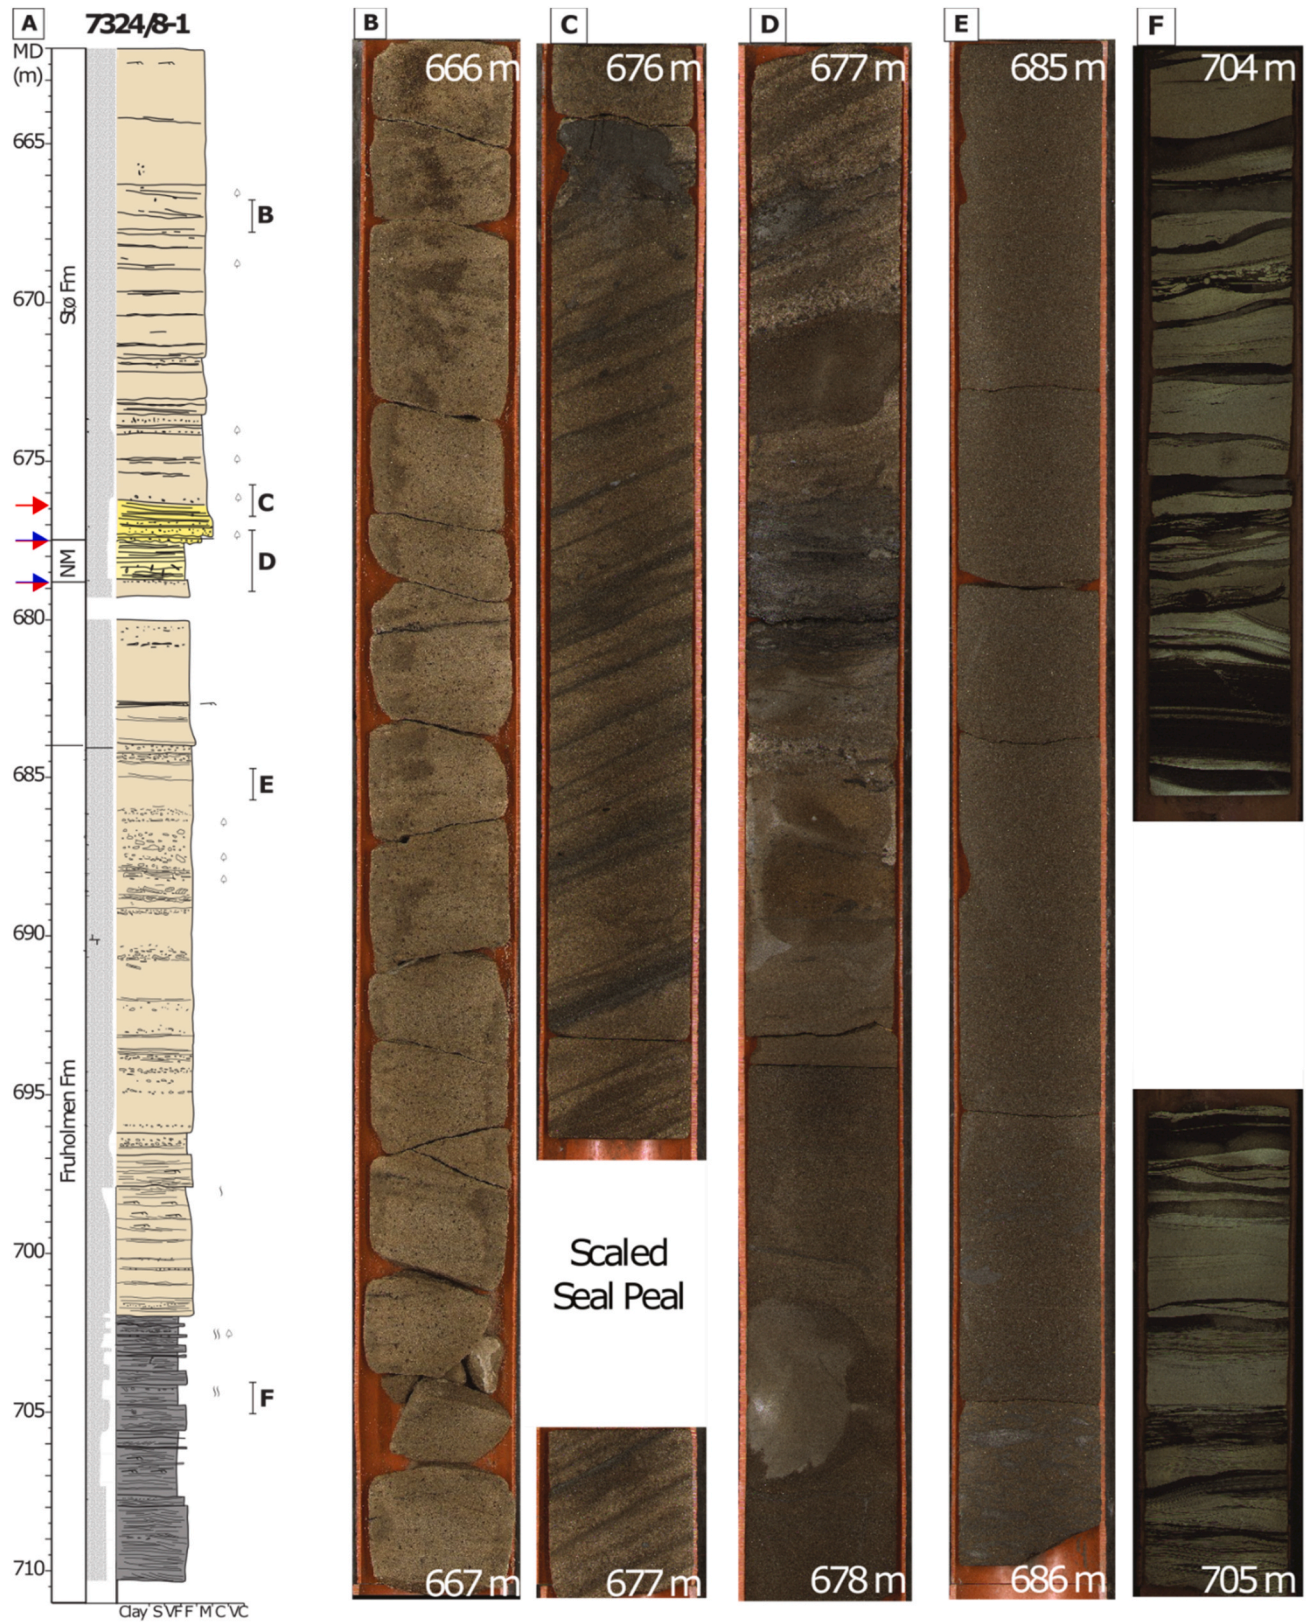 A
7324/8-1
B
C
D
E
F
MD
(m)
666 m
676 m
677 m
685 m
704 m
665
B
670
Stø Fm
675
C
NM
D
680
685
E
690
695
Fruholmen Fm
700
Scaled
Seal Peal
705
F
710
667 m
677 m
678 m
686 m
705 m
Clay S VF F M C VC